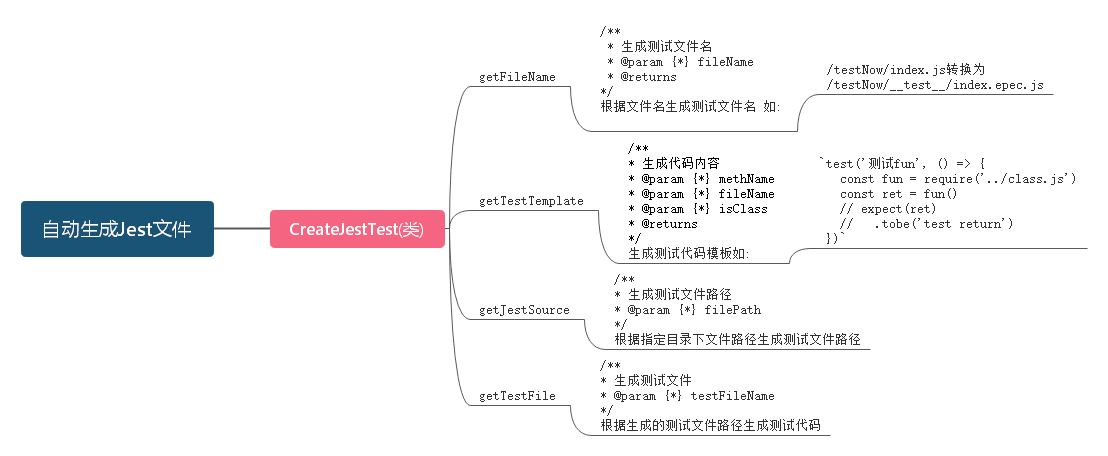 自动生成Jest文件
CreateJestTest(类)
getFileName
/**
* 生成测试文件名
* @param {*} fileName
* @returns
*/
根据文件名生成测试文件名 如:
/testNow/index.js转换为
/testNow/__test__/index.epec.js
getTestTemplate
/**
* 生成代码内容
* @param {*} methName
* @param {*} fileName
* @param {*} isClass
* @returns
*/
生成测试代码模板如:
`test('测试fun', () => {
const fun = require('../class.js')
const ret = fun()
// expect(ret)
//   .tobe('test return')
})`
getJestSource
/**
* 生成测试文件路径
* @param {*} filePath
*/
根据指定目录下文件路径生成测试文件路径
getTestFile
/**
* 生成测试文件
* @param {*} testFileName
*/
根据生成的测试文件路径生成测试代码